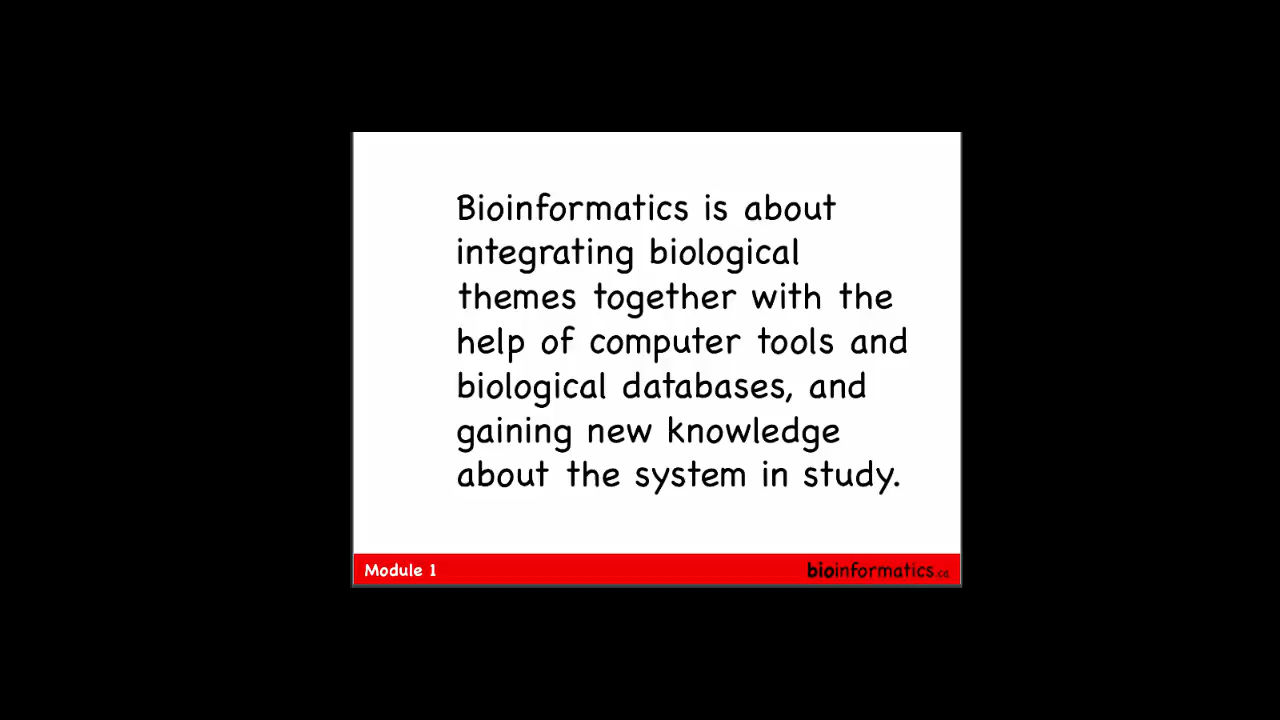 Bioinformatics is about
integrating biological
themes together with the
help of computer tools and
biological databases, and
gaining new knowledge
about the system in study.
Module 1
bioinformatics.ca